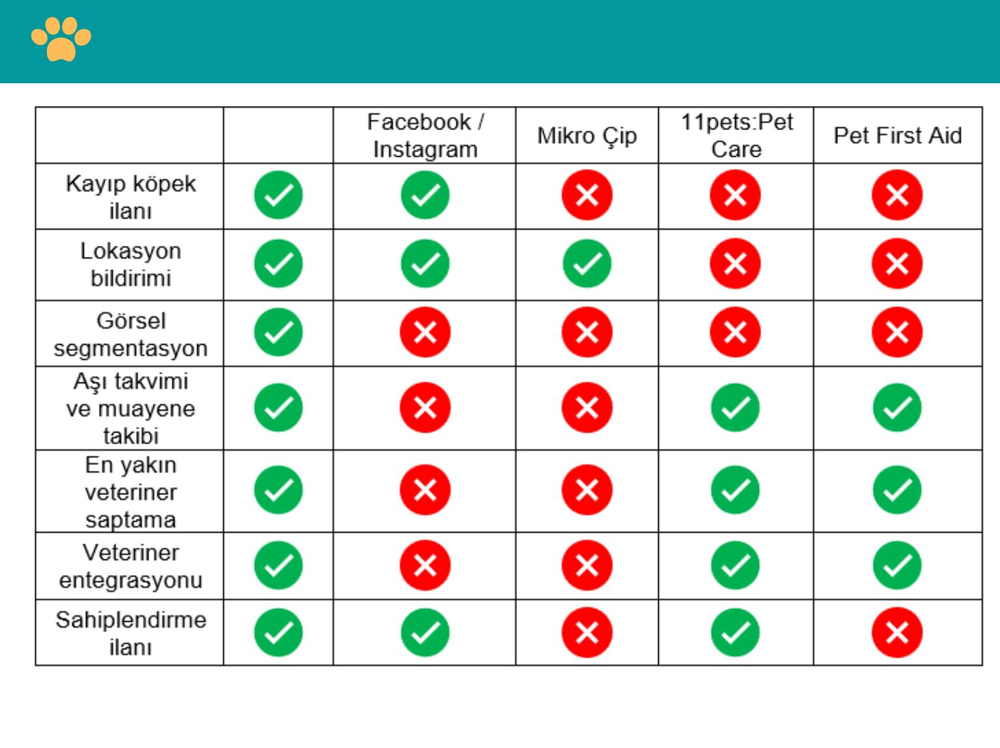 Facebook /
Instagram
Mikro Çip
11pets:Pet
Care
Pet First Aid
Kayıp köpek
ilanı
Lokasyon
bildirimi
Görsel
segmentasyon
Aşı takvimi
ve muayene
takibi
En yakın
veteriner
saptama
Veteriner
entegrasyonu
Sahiplendirme
ilanı